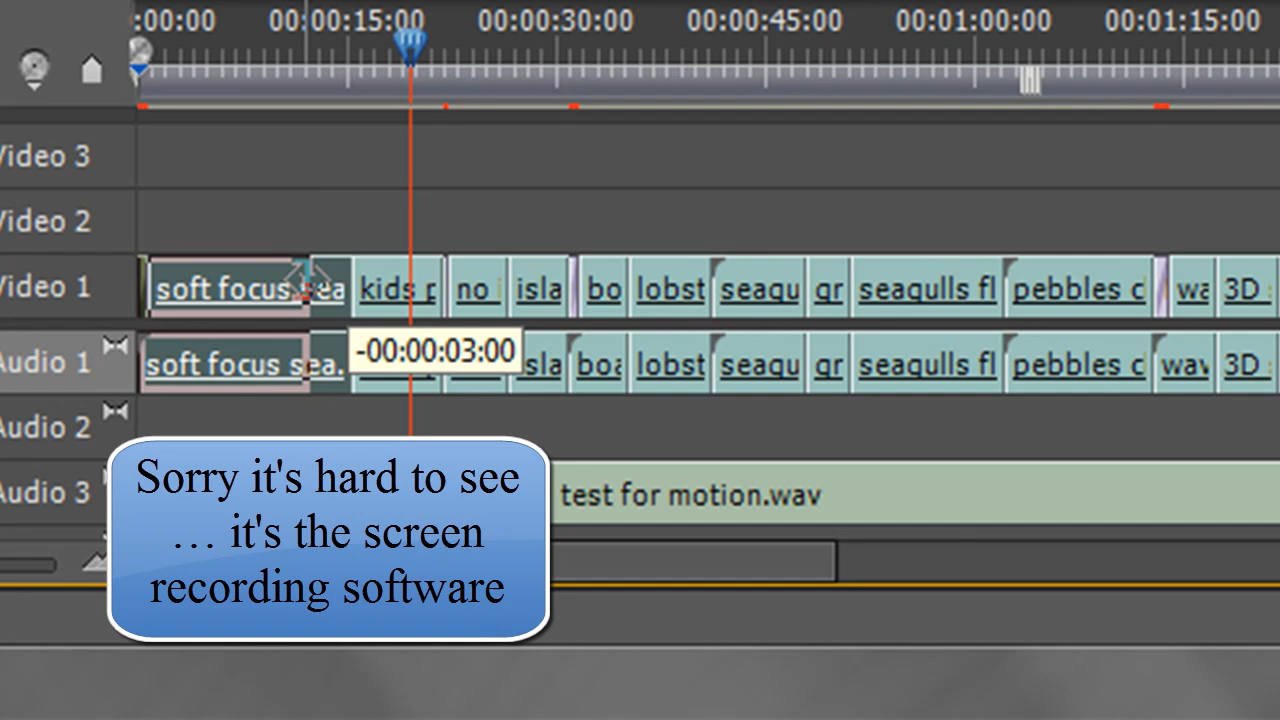 :00:00 00:00:15:00 00:00:30:00 00:00:45:00 00:01:00:00 00:01:15:00
Video 3
Video 2
Video 1 soft focus sea kids p no i isla bo lobst seagu gr seagulls fl pebbles c wa 3D
-00:00:03:00
Audio 1 soft focus sea. sla boa lobst seagu gr seagulls fl pebbles c wav 3D
Audio 2
Audio 3 test for motion.wav
Sorry it's hard to see
… it's the screen
recording software